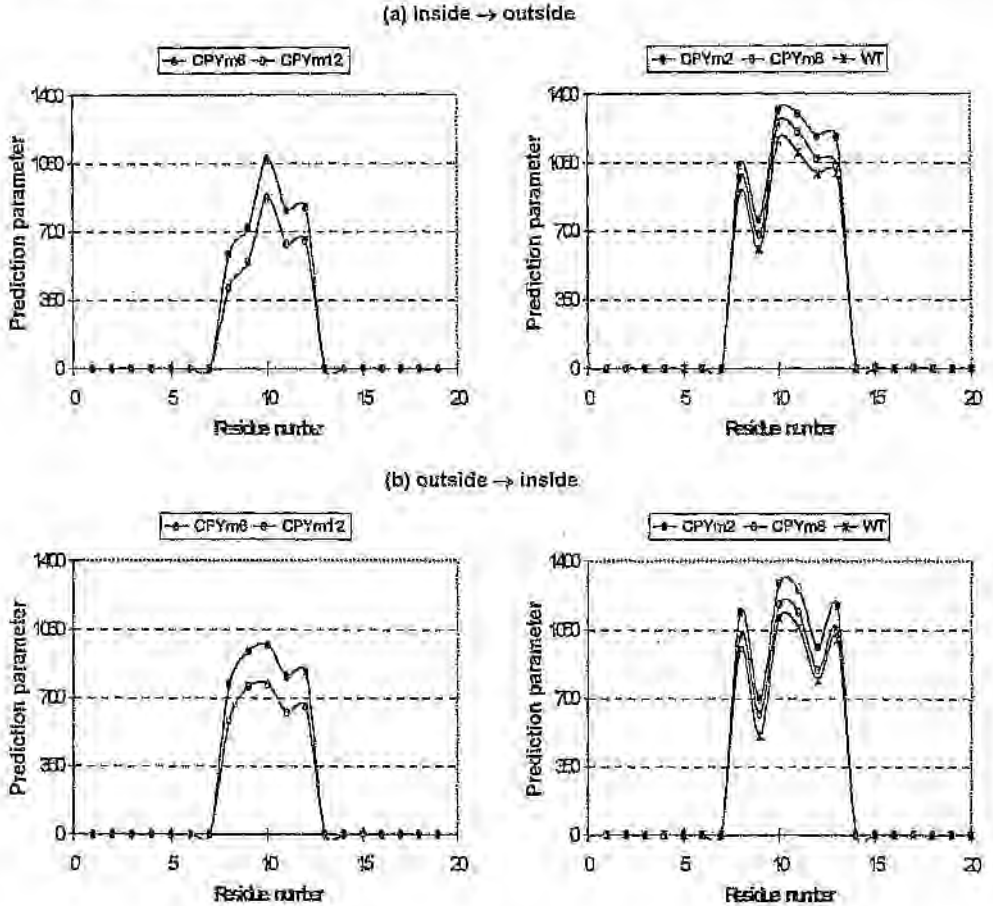 (a) inside → outside
CPYm6 CPYm12
CPYm2 CPYm8 WT
Prediction parameter
1400
1050
700
350
0
0 5 10 15 20
Residue number
Prediction parameter
1400
1050
700
350
0
0 5 10 15 20
Residue number
(b) outside → inside
CPYm6 CPYm12
CPYm2 CPYm8 WT
Prediction parameter
1400
1050
700
350
0
0 5 10 15 20
Residue number
Prediction parameter
1400
1050
700
350
0
0 5 10 15 20
Residue number